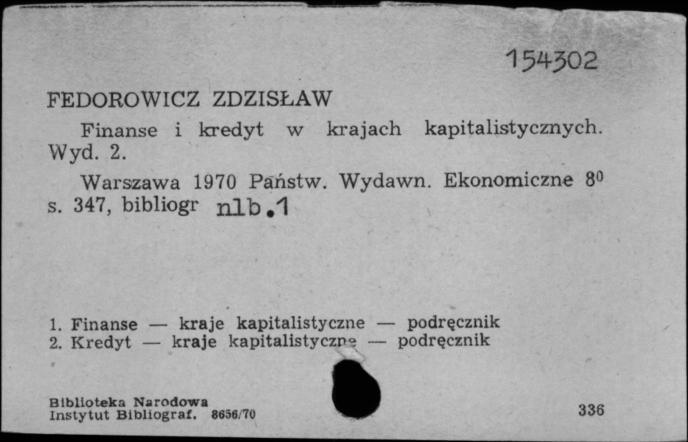 154302
FEDOROWICZ ZDZISŁAW
Finanse i kredyt w krajach kapitalistycznych.
Wyd. 2.
Warszawa 1970 Państw. Wydawn. Ekonomiczne 8⁰
s. 347, bibliogr nlb.1
1. Finanse — kraje kapitalistyczne — podręcznik
2. Kredyt — kraje kapitalistyczne — podręcznik
Biblioteka Narodowa
Instytut Bibliograf. 8656/70
336